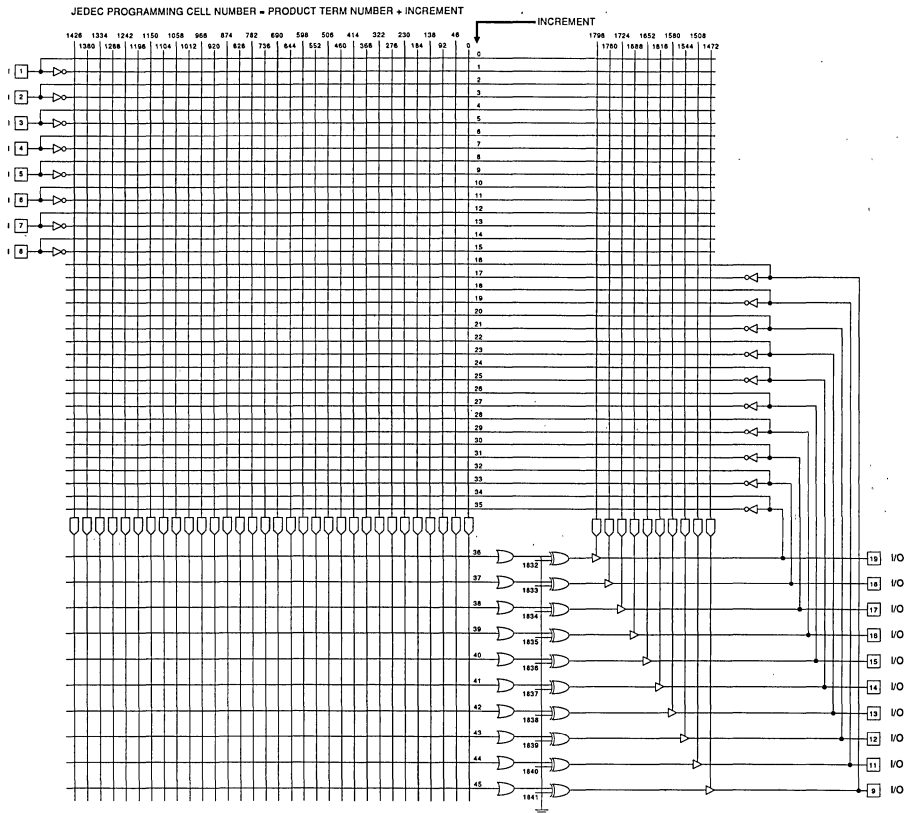 JEDEC PROGRAMMING CELL NUMBER = PRODUCT TERM NUMBER + INCREMENT
INCREMENT
1426 1334 1242 1150 1058 966 874 782 690 598 506 414 322 230 138 46
1380 1288 1196 1104 1012 920 828 736 644 552 460 368 276 184 92 0
1796 1724 1652 1580 1508
1760 1688 1616 1544 1472
0
I 1
1
2
I 2
3
4
I 3
5
6
I 4
7
8
I 5
9
10
I 6
11
12
I 7
13
14
I 8
15
16
17
18
19
20
21
22
23
24
25
26
27
28
29
30
31
32
33
34
35
36 1832 19 I/O
37 1833 18 I/O
38 1834 17 I/O
39 1835 16 I/O
40 1836 15 I/O
41 1837 14 I/O
42 1838 13 I/O
43 1839 12 I/O
44 1840 11 I/O
45 1841 9 I/O